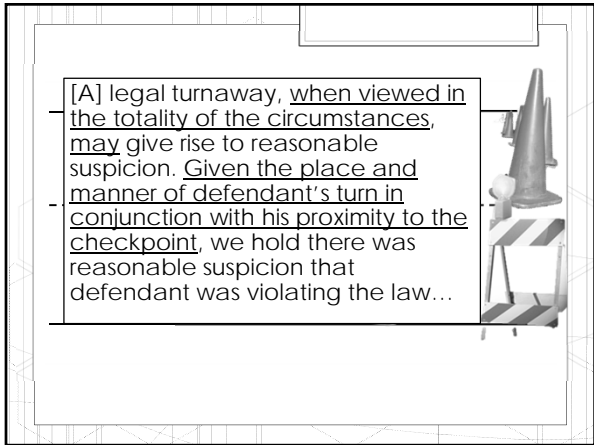 [A] legal turnaway, when viewed in
the totality of the circumstances,
may give rise to reasonable
suspicion. Given the place and
manner of defendant's turn in
conjunction with his proximity to the
checkpoint, we hold there was
reasonable suspicion that
defendant was violating the law…